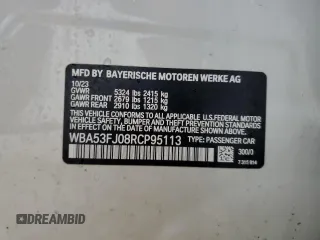 MFD BY BAYERISCHE MOTOREN WERKE AG
10/23
GVWR 5324 lbs 2415 kg
GAWR FRONT 2679 lbs 1215 kg
GAWR REAR 2910 lbs 1320 kg
THIS VEHICLE CONFORMS TO ALL APPLICABLE
U.S.FEDERAL MOTOR VEHICLE SAFETY, BUMPER,
AND THEFT PREVENTION STANDARDS IN EFFECT ON
THE DATE OF MANUFACTURE SHOWN ABOVE.
WBA53FJ08RCP95113 TYPE: PASSENGER CAR
300/3
DREAMBID